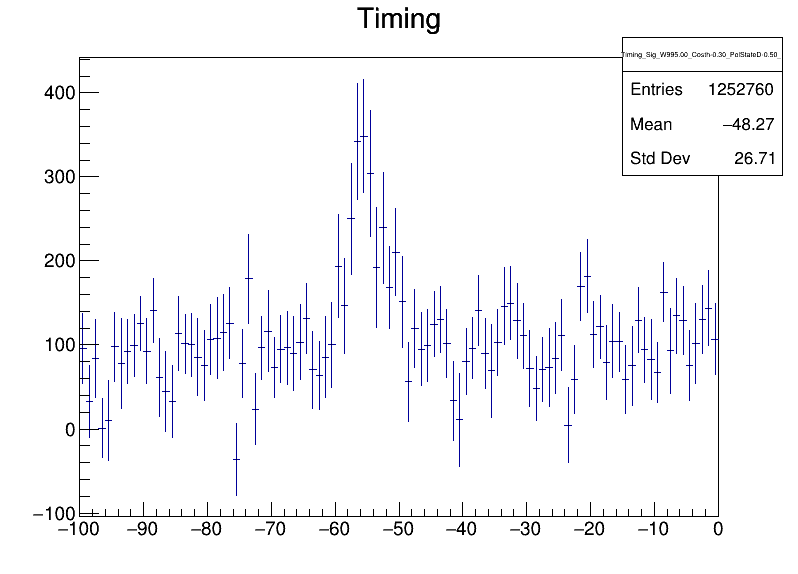 Timing
Timing_Sig_W995.00_Costh-0.30_PolStateD-0.50_
Entries 1252760
Mean −48.27
Std Dev 26.71
400
300
200
100
0
−100
−100 −90 −80 −70 −60 −50 −40 −30 −20 −10 0